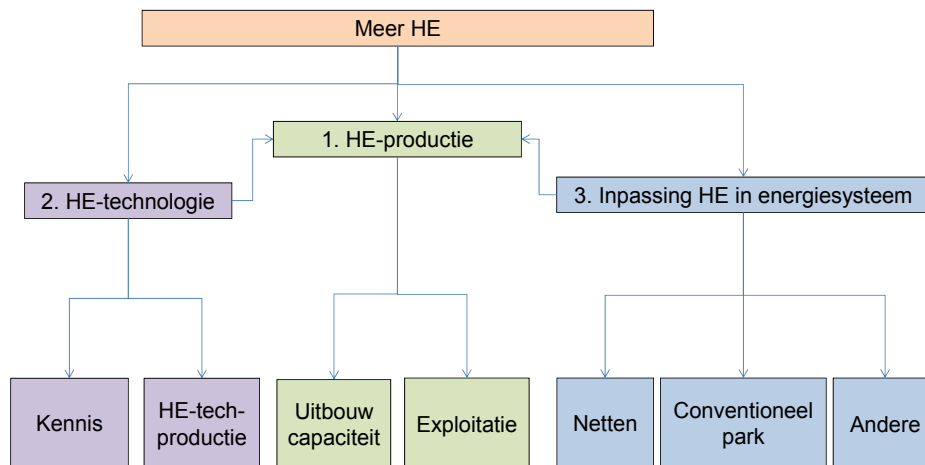 Meer HE
1. HE-productie
2. HE-technologie
3. Inpassing HE in energiesysteem
Kennis
HE-tech-
productie
Uitbouw
capaciteit
Exploitatie
Netten
Conventioneel
park
Andere